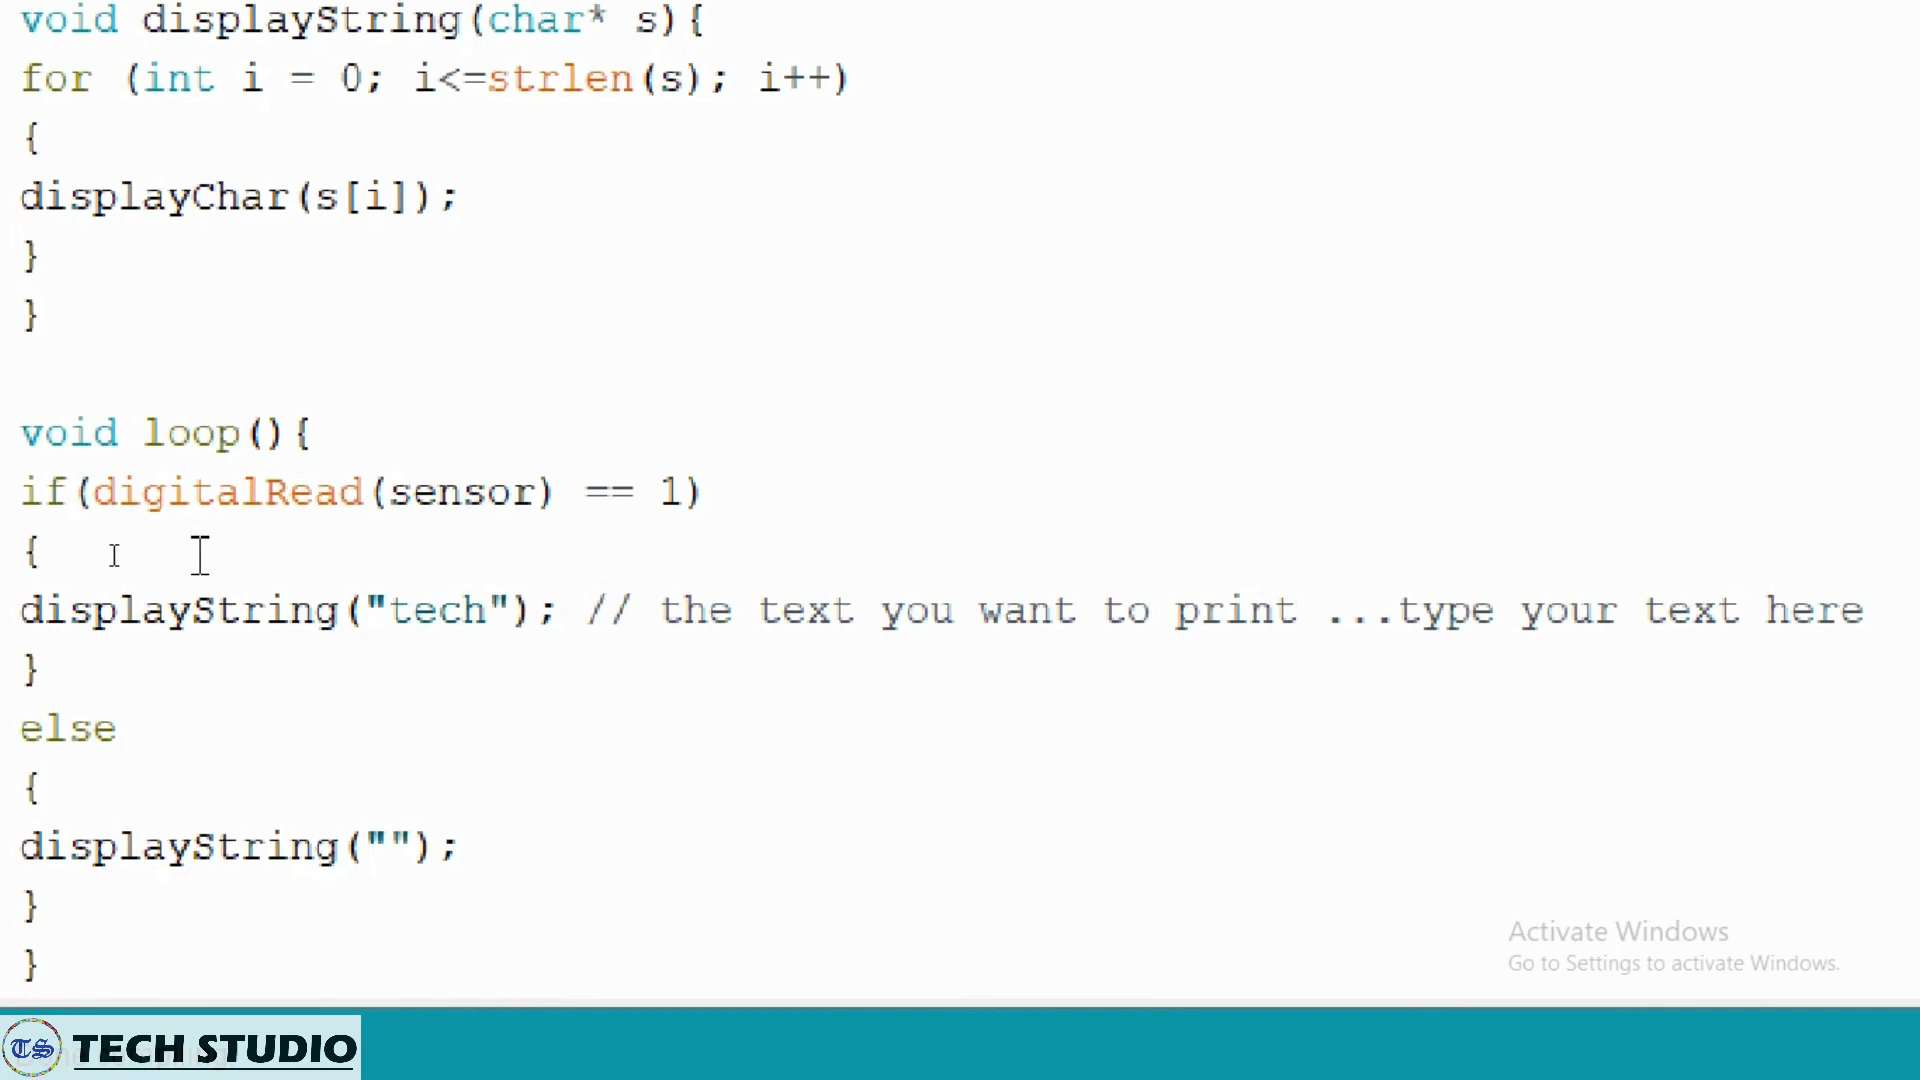 void displayString(char* s){
for (int i = 0; i<=strlen(s); i++)
{
displayChar(s[i]);
}
}
void loop(){
if(digitalRead(sensor) == 1)
{
displayString("tech"); // the text you want to print ...type your text here
}
else
{
displayString("");
}
}
Activate Windows
Go to Settings to activate Windows.
TS TECH STUDIO